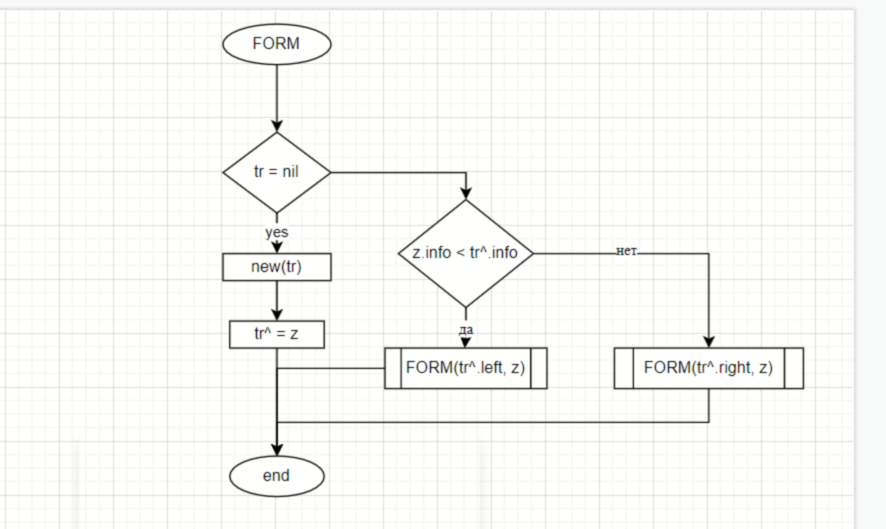 FORM
tr = nil
yes
z.info < tr^.info
нет
new(tr)
да
tr^ = z
FORM(tr^.left, z)
FORM(tr^.right, z)
end